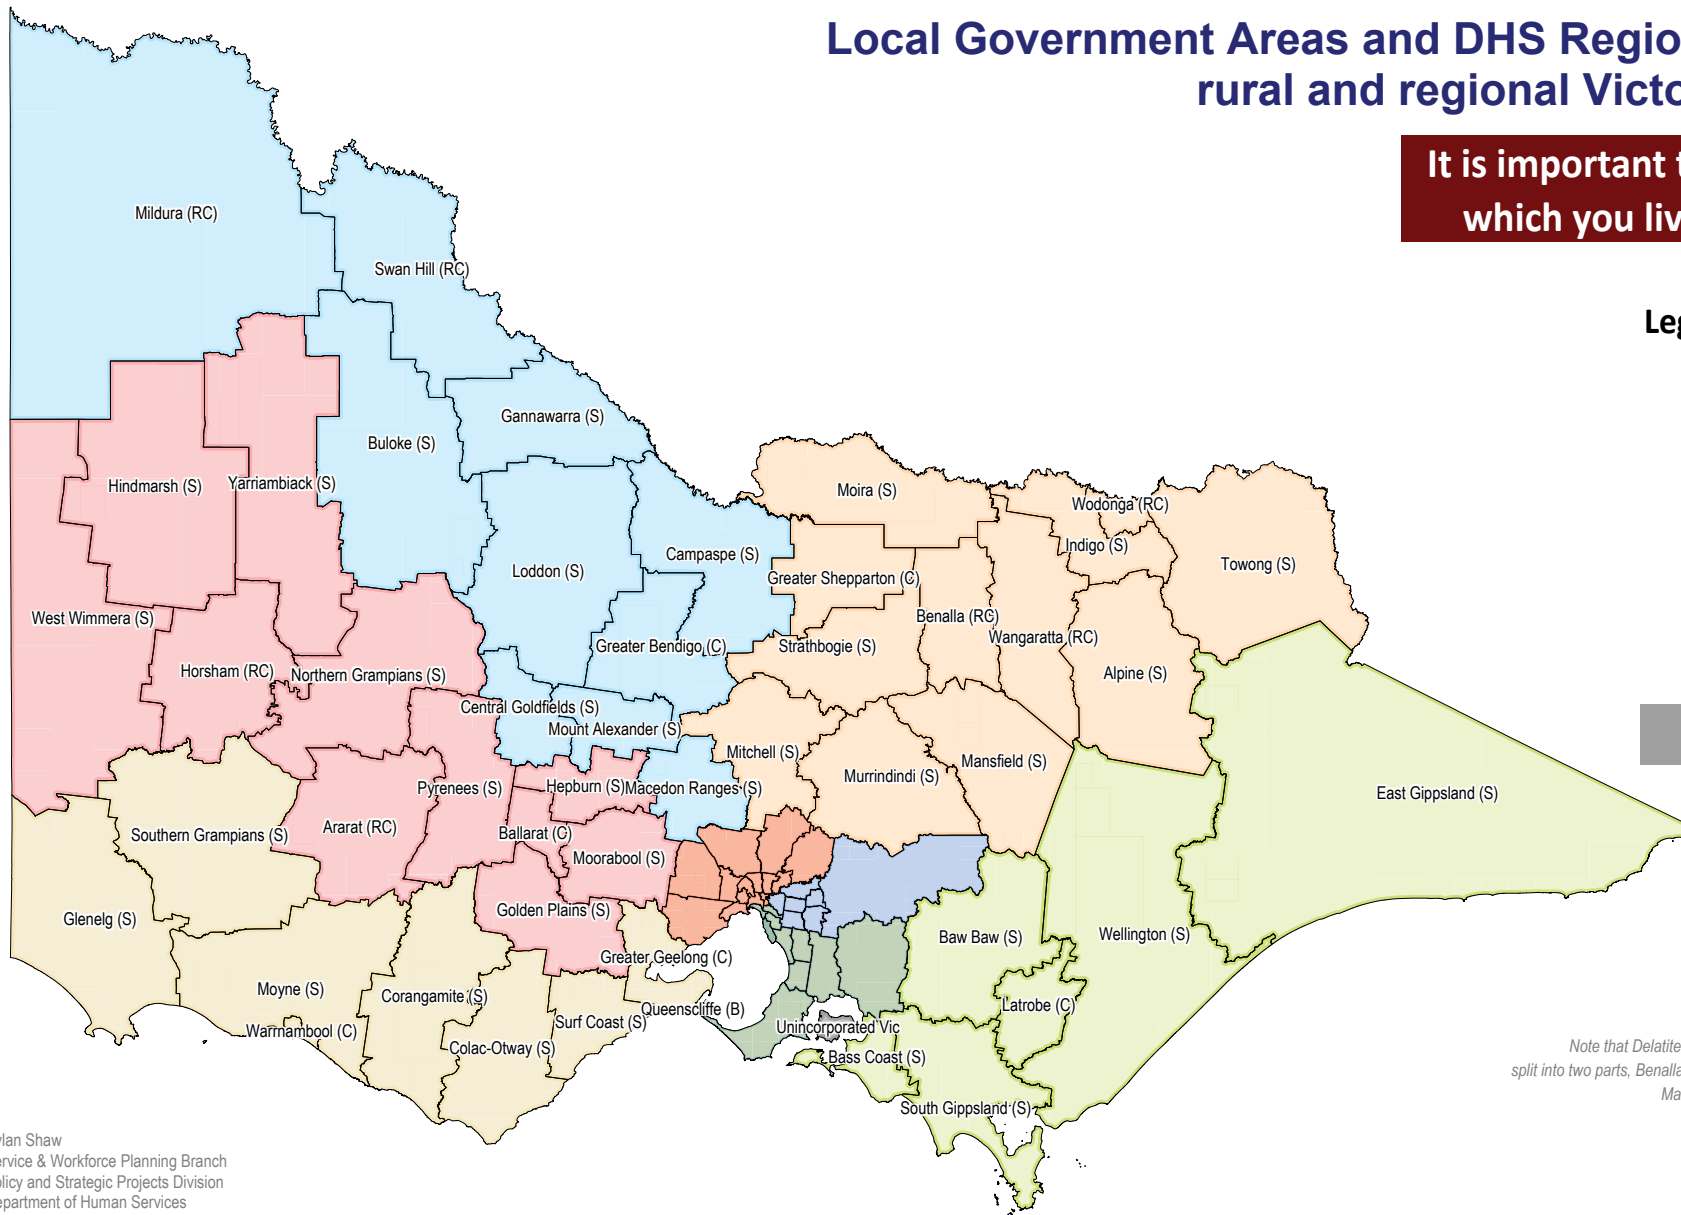 Local Government Areas and DHS Regio
rural and regional Victo
It is important t
which you liv
Leg
Mildura (RC)
Swan Hill (RC)
Gannawarra (S)
Buloke (S)
Hindmarsh (S)
Yarriambiack (S)
Moira (S)
Wodonga (RC)
Indigo (S)
Towong (S)
Campaspe (S)
Loddon (S)
Greater Shepparton (C)
Benalla (RC)
West Wimmera (S)
Wangaratta (RC)
Greater Bendigo (C)
Strathbogie (S)
Horsham (RC)
Northern Grampians (S)
Alpine (S)
Central Goldfields (S)
Mount Alexander (S)
Mitchell (S)
Mansfield (S)
Murrindindi (S)
Pyrenees (S)
Hepburn (S)
Macedon Ranges (S)
East Gippsland (S)
Southern Grampians (S)
Ararat (RC)
Ballarat (C)
Moorabool (S)
Glenelg (S)
Golden Plains (S)
Baw Baw (S)
Wellington (S)
Greater Geelong (C)
Moyne (S)
Corangamite (S)
Queenscliffe (B)
Latrobe (C)
Warrnambool (C)
Surf Coast (S)
Unincorporated Vic
Colac-Otway (S)
Bass Coast (S)
South Gippsland (S)
Note that Delatite
split into two parts, Benalla
Ma
ylan Shaw
ervice & Workforce Planning Branch
olicy and Strategic Projects Division
epartment of Human Services